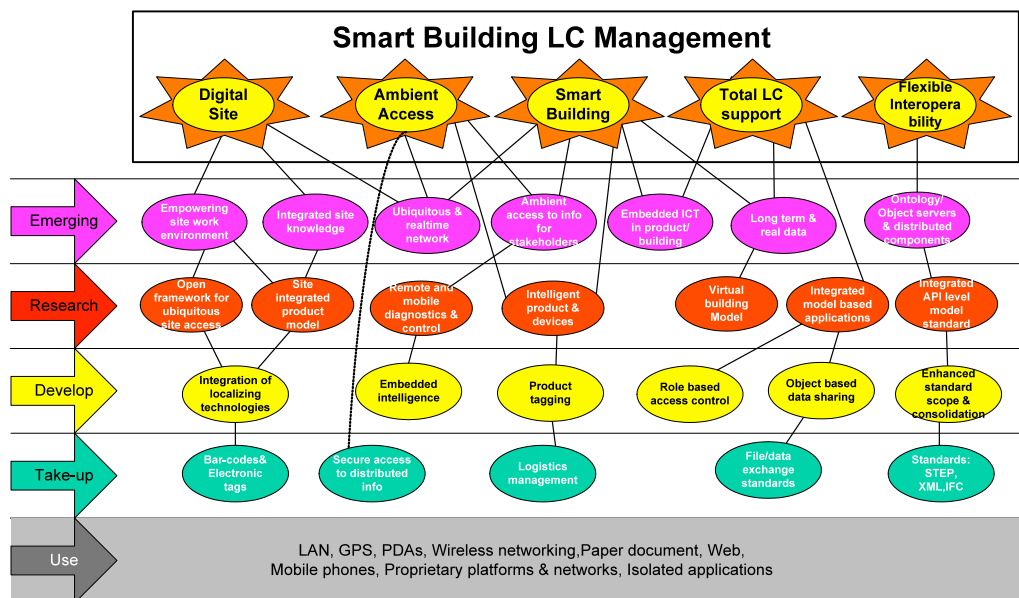 Smart Building LC Management
Digital
Site
Ambient
Access
Smart
Building
Total LC
support
Flexible
Interopera
bility
Emerging
Empowering
site work
environment
Integrated site
knowledge
Ubiquitous &
realtime
network
Ambient
access to info
for
stakeholders
Embedded ICT
in product/
building
Long term &
real data
Ontology/
Object servers
& distributed
components
Research
Open
framework for
ubiquitous
site access
Site
integrated
product
model
Remote and
mobile
diagnostics &
control
Intelligent
product &
devices
Virtual
building
Model
Integrated
model based
applications
Integrated
API level
model
standard
Develop
Integration of
localizing
technologies
Embedded
intelligence
Product
tagging
Role based
access control
Object based
data sharing
Enhanced
standard
scope &
consolidation
Take-up
Bar-codes&
Electronic
tags
Secure access
to distributed
info
Logistics
management
File/data
exchange
standards
Standards:
STEP,
XML,IFC
Use
LAN, GPS, PDAs, Wireless networking,Paper document, Web,
Mobile phones, Proprietary platforms & networks, Isolated applications